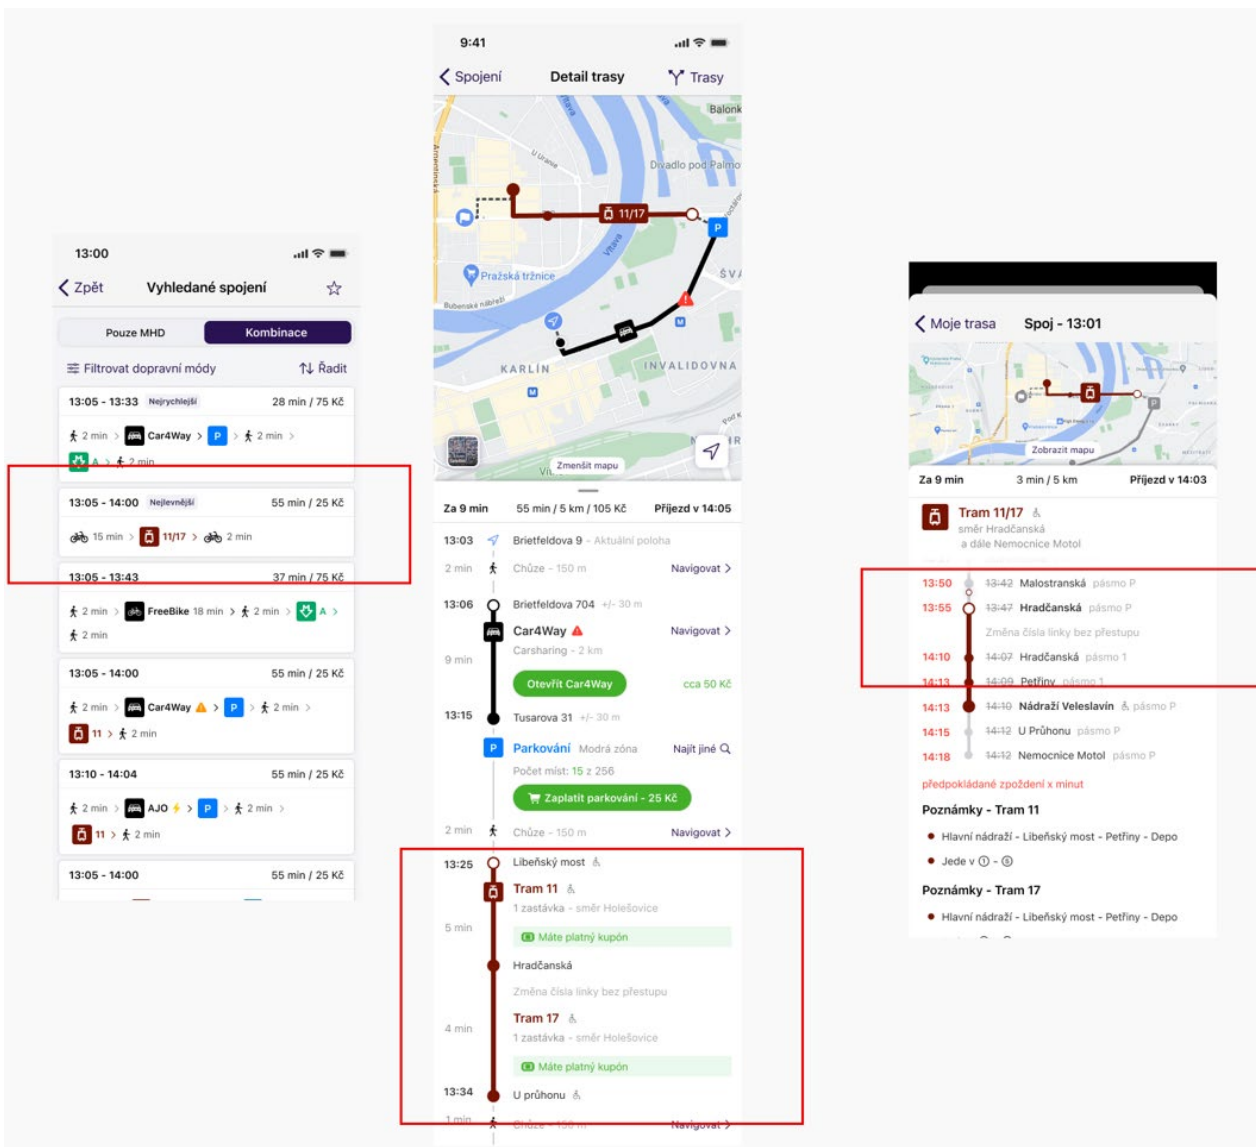 13:00
Zpět Vyhledané spojení
Pouze MHD Kombinace
Filtrovat dopravní módy Řadit
13:05 - 13:33 Nejrychlejší 28 min / 75 Kč
2 min > Car4Way > P > 2 min >
A > 2 min
13:05 - 14:00 Nejlevnější 55 min / 25 Kč
15 min > 11/17 > 2 min
13:05 - 13:43 37 min / 75 Kč
2 min > FreeBike 18 min > 2 min > A >
2 min
13:05 - 14:00 55 min / 25 Kč
2 min > Car4Way > P > 2 min >
11 > 2 min
13:10 - 14:04 55 min / 25 Kč
2 min > AJO > P > 2 min >
11 > 2 min
13:05 - 14:00 55 min / 25 Kč
9:41
Spojení Detail trasy Trasy
Balonk
Vltava
U Uranie
Argentinská
Divadlo pod Palmo
11/17
P
Vltava
Pražská tržnice
ŠVA
Bubenské nábřeží
M
KARLÍN
INVALIDOVNA
M
Zmenšit mapu
Za 9 min 55 min / 5 km / 105 Kč Příjezd v 14:05
13:03 Brietfeldova 9 - Aktuální
poloha
2 min Chůze - 150 m Navigovat >
13:06 Brietfeldova 704 +/- 30 m
Car4Way Navigovat >
Carsharing - 2 km
9 min
Otevřít Car4Way cca 50 Kč
13:15 Tusarova 31 +/- 30 m
P Parkování Modrá zóna Najít jiné
Počet míst: 15 z 256
Zaplatit parkování - 25 Kč
2 min Chůze - 150 m Navigovat >
13:25 Libeňský most
Tram 11
1 zastávka - směr Holešovice
5 min
Máte platný kupón
Hradčanská
Změna čísla linky bez přestupu
Tram 17
4 min
1 zastávka - směr Holešovice
Máte platný kupón
13:34 U průhonu
1 min Chůze - 150 m Navigovat >
Moje trasa Spoj - 13:01
P
Zobrazit mapu
Za 9 min 3 min / 5 km Příjezd v 14:03
Tram 11/17
směr Hradčanská
a dále Nemocnice Motol
13:50 13:42 Malostranská pásmo P
13:55 13:47 Hradčanská pásmo P
Změna čísla linky bez přestupu
14:10 14:07 Hradčanská pásmo 1
14:13 14:09 Petřiny pásmo 1
14:13 14:10 Nádraží Veleslavín pásmo P
14:15 14:12 U Průhonu pásmo P
14:18 14:12 Nemocnice Motol pásmo P
předpokládané zpoždění x minut
Poznámky - Tram 11
Hlavní nádraží - Libeňský most - Petřiny - Depo
Jede v ① - ⑥
Poznámky - Tram 17
Hlavní nádraží - Libeňský most - Petřiny - Depo